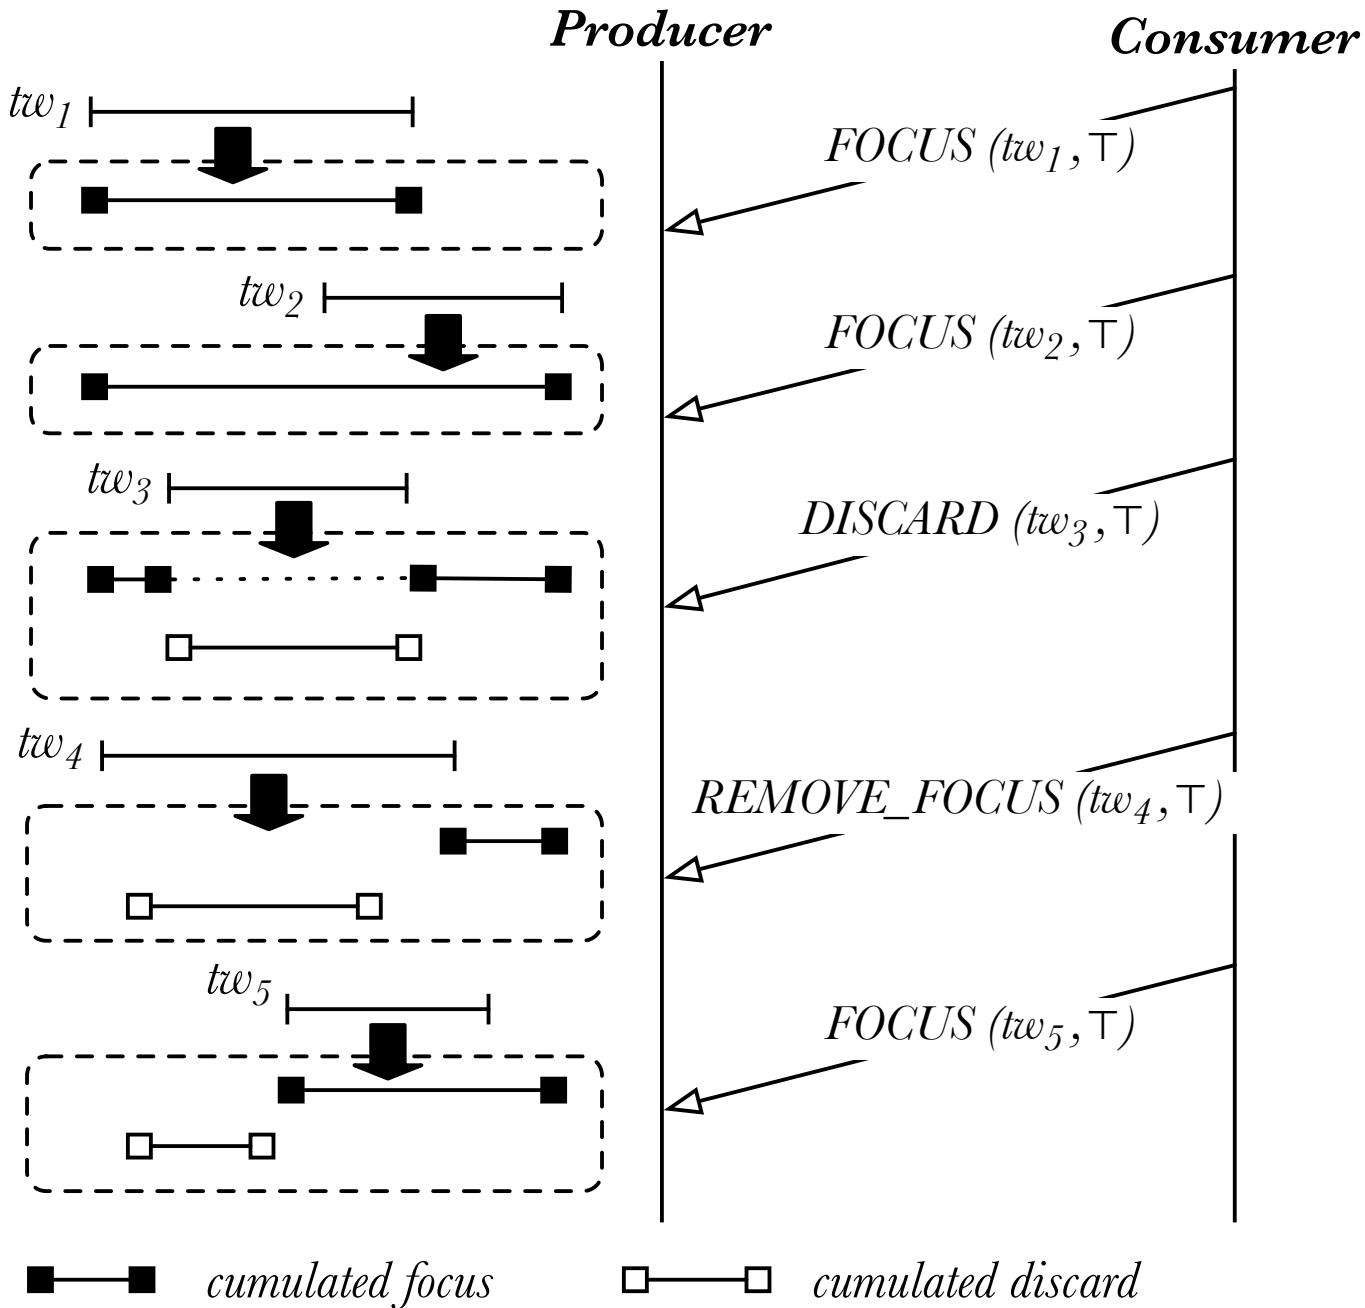 Producer
Consumer
tw1
FOCUS (tw1,⊤)
tw2
FOCUS (tw2,⊤)
tw3
DISCARD (tw3,⊤)
tw4
REMOVE_FOCUS (tw4,⊤)
tw5
FOCUS (tw5,⊤)
cumulated focus
cumulated discard